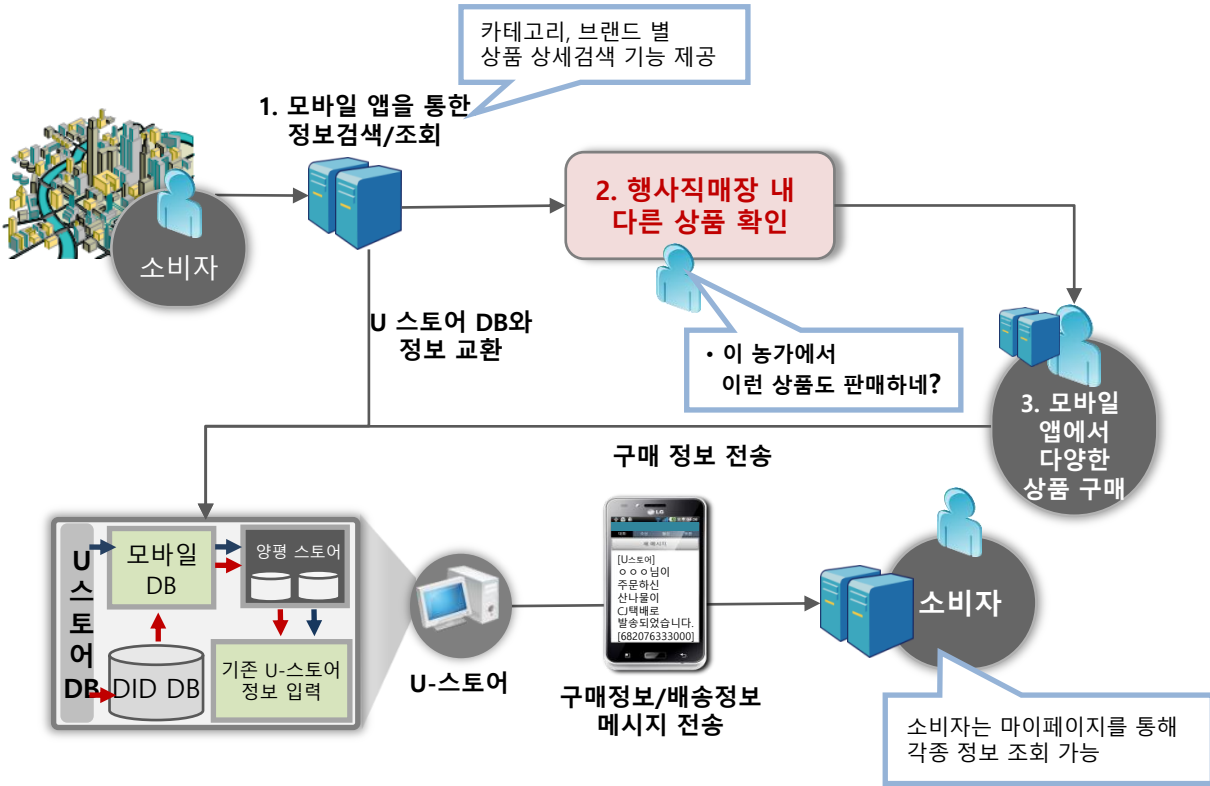 카테고리, 브랜드 별
상품 상세검색 기능 제공
1. 모바일 앱을 통한
정보검색/조회
소비자
2. 행사직매장 내
다른 상품 확인
U 스토어 DB와
정보 교환
• 이 농가에서
이런 상품도 판매하네?
3. 모바일
앱에서
다양한
상품 구매
구매 정보 전송
U
스
토
어
DB
모바일
DB
양평 스토어
DID DB
기존 U-스토어
정보 입력
U-스토어
LG
새 메시지
[U스토어]
ㅇㅇㅇ님이
주문하신
산나물이
CJ택배로
발송되었습니다.
[682076333000]
구매정보/배송정보
메시지 전송
소비자
소비자는 마이페이지를 통해
각종 정보 조회 가능